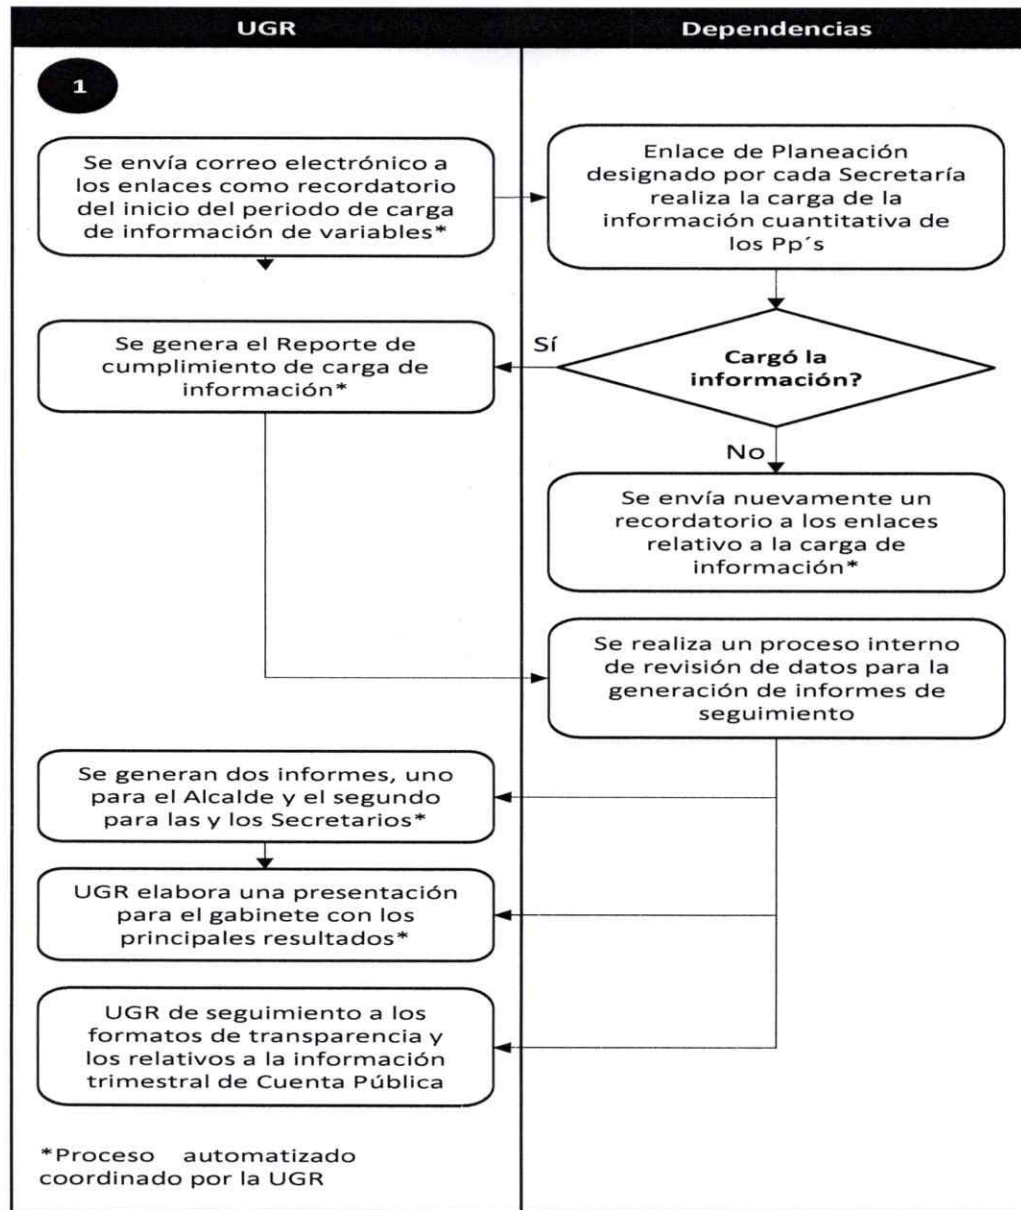 UGR
Dependencias
1
Se envía correo electrónico a
los enlaces como recordatorio
del inicio del periodo de carga
de información de variables*
Enlace de Planeación
designado por cada Secretaría
realiza la carga de la
información cuantitativa de
los Pp´s
Se genera el Reporte de
cumplimiento de carga de
información*
Sí
Cargó la
información?
No
Se envía nuevamente un
recordatorio a los enlaces
relativo a la carga de
información*
Se realiza un proceso interno
de revisión de datos para la
generación de informes de
seguimiento
Se generan dos informes, uno
para el Alcalde y el segundo
para las y los Secretarios*
UGR elabora una presentación
para el gabinete con los
principales resultados*
UGR de seguimiento a los
formatos de transparencia y
los relativos a la información
trimestral de Cuenta Pública
*Proceso automatizado
coordinado por la UGR